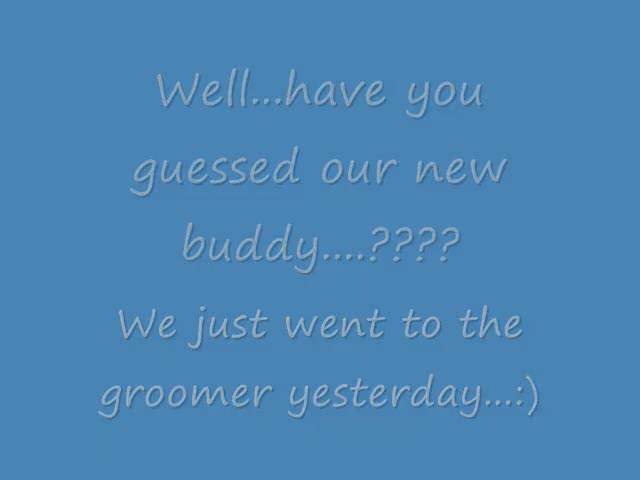 Well...have you
guessed our new
buddy....????
We just went to the
groomer yesterday...:)